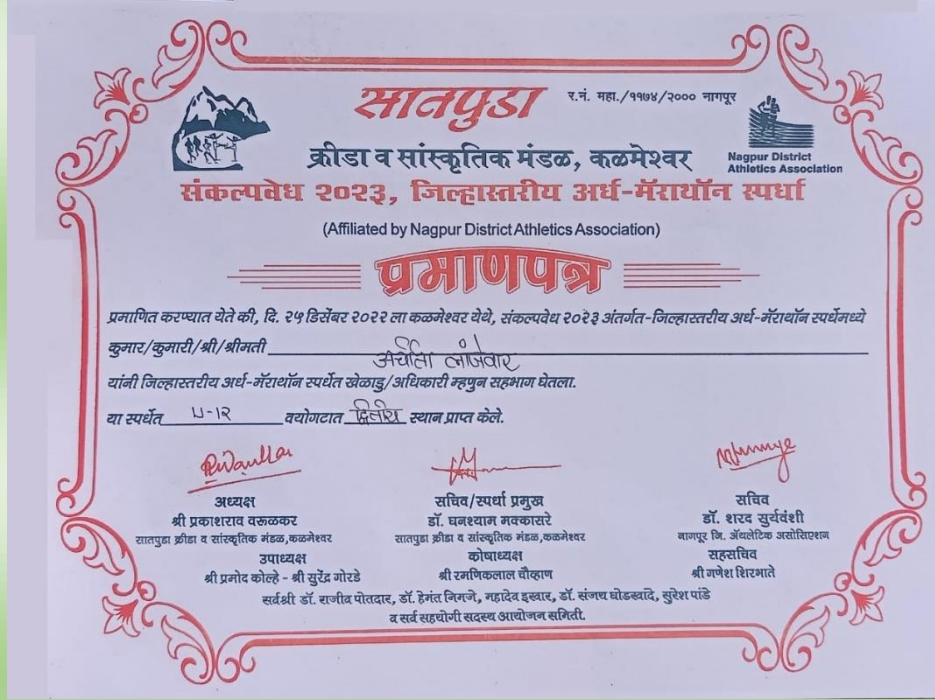 सातपुडा र.नं. महा./११७४/२००० नागपूर
क्रीडा व सांस्कृतिक मंडळ, कळमेश्वर
Nagpur District
Athletics Association
संकल्पवेध २०२३, जिल्हास्तरीय अर्ध-मॅराथॉन स्पर्धा
(Affiliated by Nagpur District Athletics Association)
प्रमाणपत्र
प्रमाणित करण्यात येते की, दि. २५ डिसेंबर २०२२ ला कळमेश्वर येथे, संकल्पवेध २०२३ अंतर्गत-जिल्हास्तरीय अर्ध-मॅराथॉन स्पर्धेमध्ये
कुमार/कुमारी/श्री/श्रीमती लांजेवार
यांनी जिल्हास्तरीय अर्ध-मॅराथॉन स्पर्धेत खेळाडु/अधिकारी म्हणुन सहभाग घेतला.
या स्पर्धेत U-१२ वयोगटात द्वितीय स्थान प्राप्त केले.
अध्यक्ष
श्री प्रकाशराव वरूळकर
सातपुडा क्रीडा व सांस्कृतिक मंडळ,कळमेश्वर
उपाध्यक्ष
श्री प्रमोद कोल्हे - श्री सुरेंद्र गोरडे
सचिव/स्पर्धा प्रमुख
डॉ. घनश्याम मक्कासरे
सातपुडा क्रीडा व सांस्कृतिक मंडळ,कळमेश्वर
कोषाध्यक्ष
श्री रमणिकलाल चौव्हाण
सचिव
डॉ. शरद सुर्यवंशी
नागपूर जि. ॲथलेटिक असोसिएशन
सहसचिव
श्री गणेश शिरभाते
सर्वश्री डॉ. राजीव पोतदार, डॉ. हेमंत निमजे, महादेव इखार, डॉ. संजय धोडस्वादे, सुरेश पांडे
व सर्व सहयोगी सदस्य आयोजन समिती.